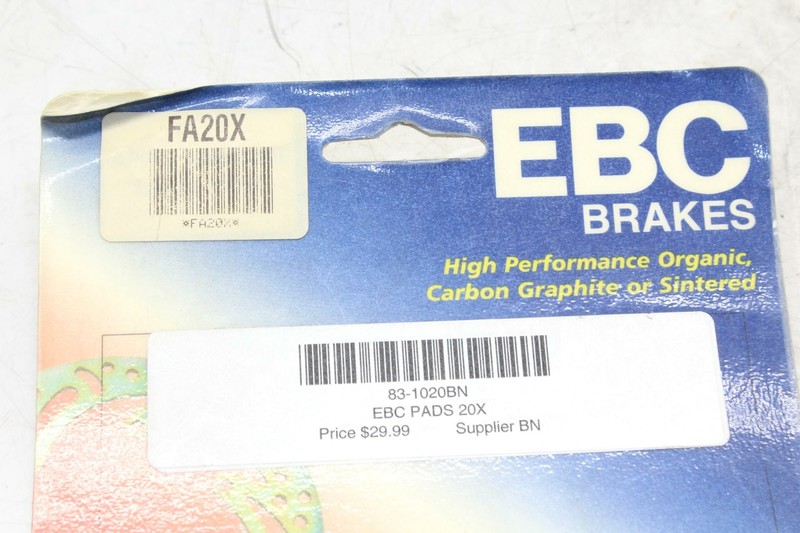 FA20X
*FA20X*
EBC
BRAKES
High Performance Organic,
Carbon Graphite or Sintered
83-1020BN
EBC PADS 20X
Price $29.99 Supplier BN